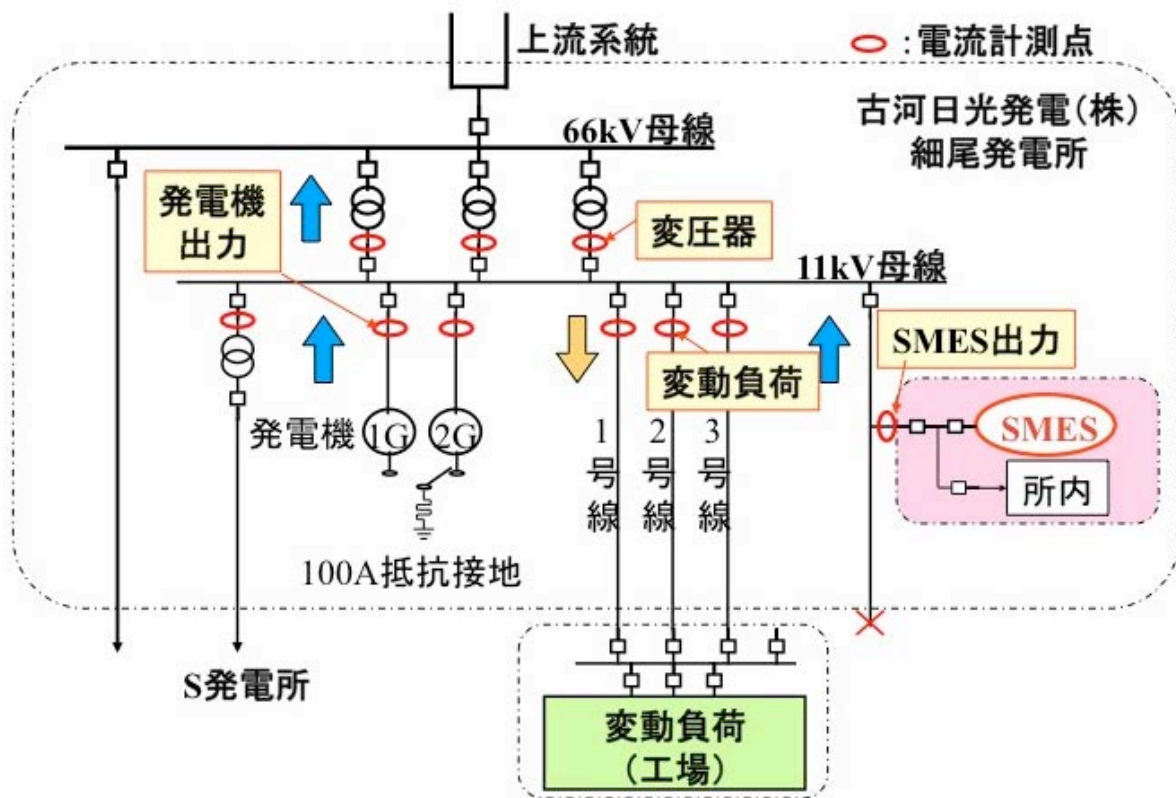 上流系統
：電流計測点
古河日光発電（株）
細尾発電所
66kV母線
発電機
出力
変圧器
11kV母線
SMES出力
変動負荷
SMES
所内
発電機
1G
2G
1号線
2号線
3号線
100A抵抗接地
S発電所
変動負荷
（工場）